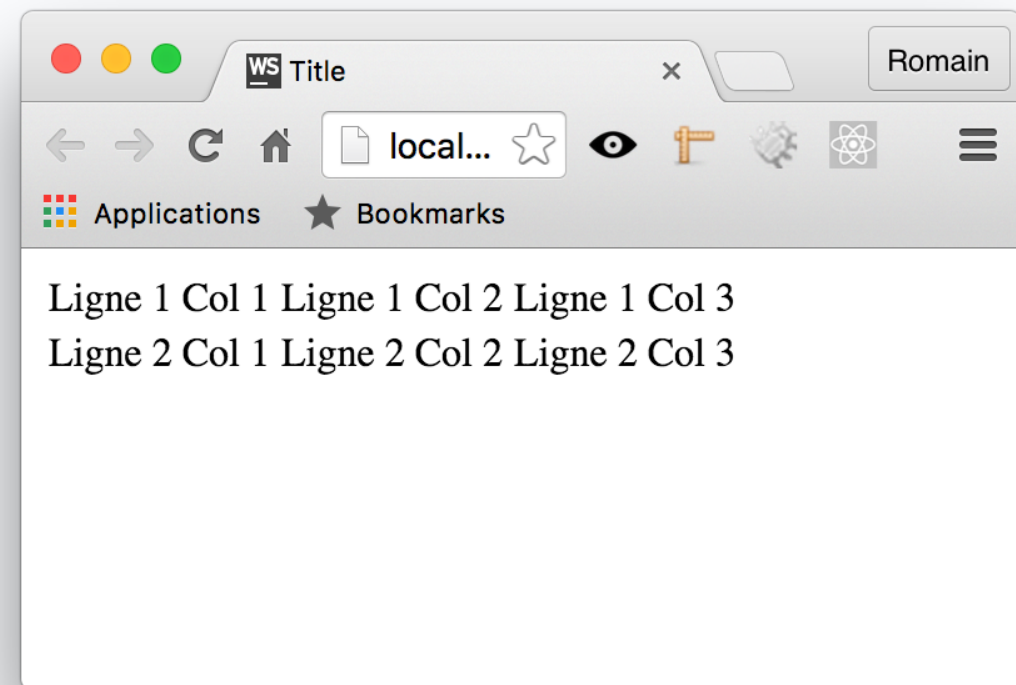 WS Title
Romain
local...
Applications Bookmarks
Ligne 1 Col 1 Ligne 1 Col 2 Ligne 1 Col 3
Ligne 2 Col 1 Ligne 2 Col 2 Ligne 2 Col 3